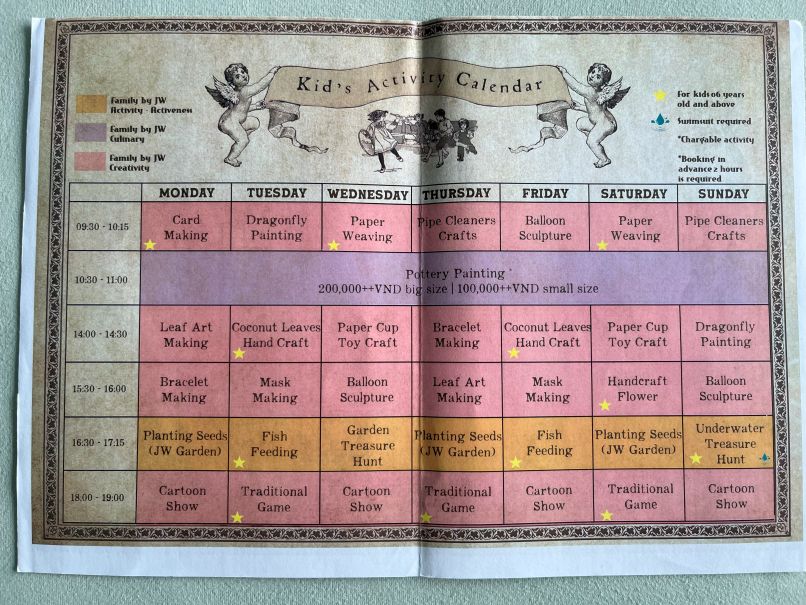 Kid's Activity Calendar
Family by JW
Activity - Activeness
Family by JW
Culinary
Family by JW
Creativity
For kids 06 years
old and above
Swimsuit required
*Chargable activity
*Booking in
advance 2 hours
is required
MONDAY TUESDAY WEDNESDAY THURSDAY FRIDAY SATURDAY SUNDAY
09:30 - 10:15
Card
Making
Dragonfly
Painting
Paper
Weaving
Pipe Cleaners
Crafts
Balloon
Sculpture
Paper
Weaving
Pipe Cleaners
Crafts
10:30 - 11:00
Pottery Painting *
200,000++VND big size | 100,000++VND small size
14:00 - 14:30
Leaf Art
Making
Coconut Leaves
Hand Craft
Paper Cup
Toy Craft
Bracelet
Making
Coconut Leaves
Hand Craft
Paper Cup
Toy Craft
Dragonfly
Painting
15:30 - 16:00
Bracelet
Making
Mask
Making
Balloon
Sculpture
Leaf Art
Making
Mask
Making
Handcraft
Flower
Balloon
Sculpture
16:30 - 17:15
Planting Seeds
(JW Garden)
Fish
Feeding
Garden
Treasure
Hunt
Planting Seeds
(JW Garden)
Fish
Feeding
Planting Seeds
(JW Garden)
Underwater
Treasure
Hunt
18:00 - 19:00
Cartoon
Show
Traditional
Game
Cartoon
Show
Traditional
Game
Cartoon
Show
Traditional
Game
Cartoon
Show